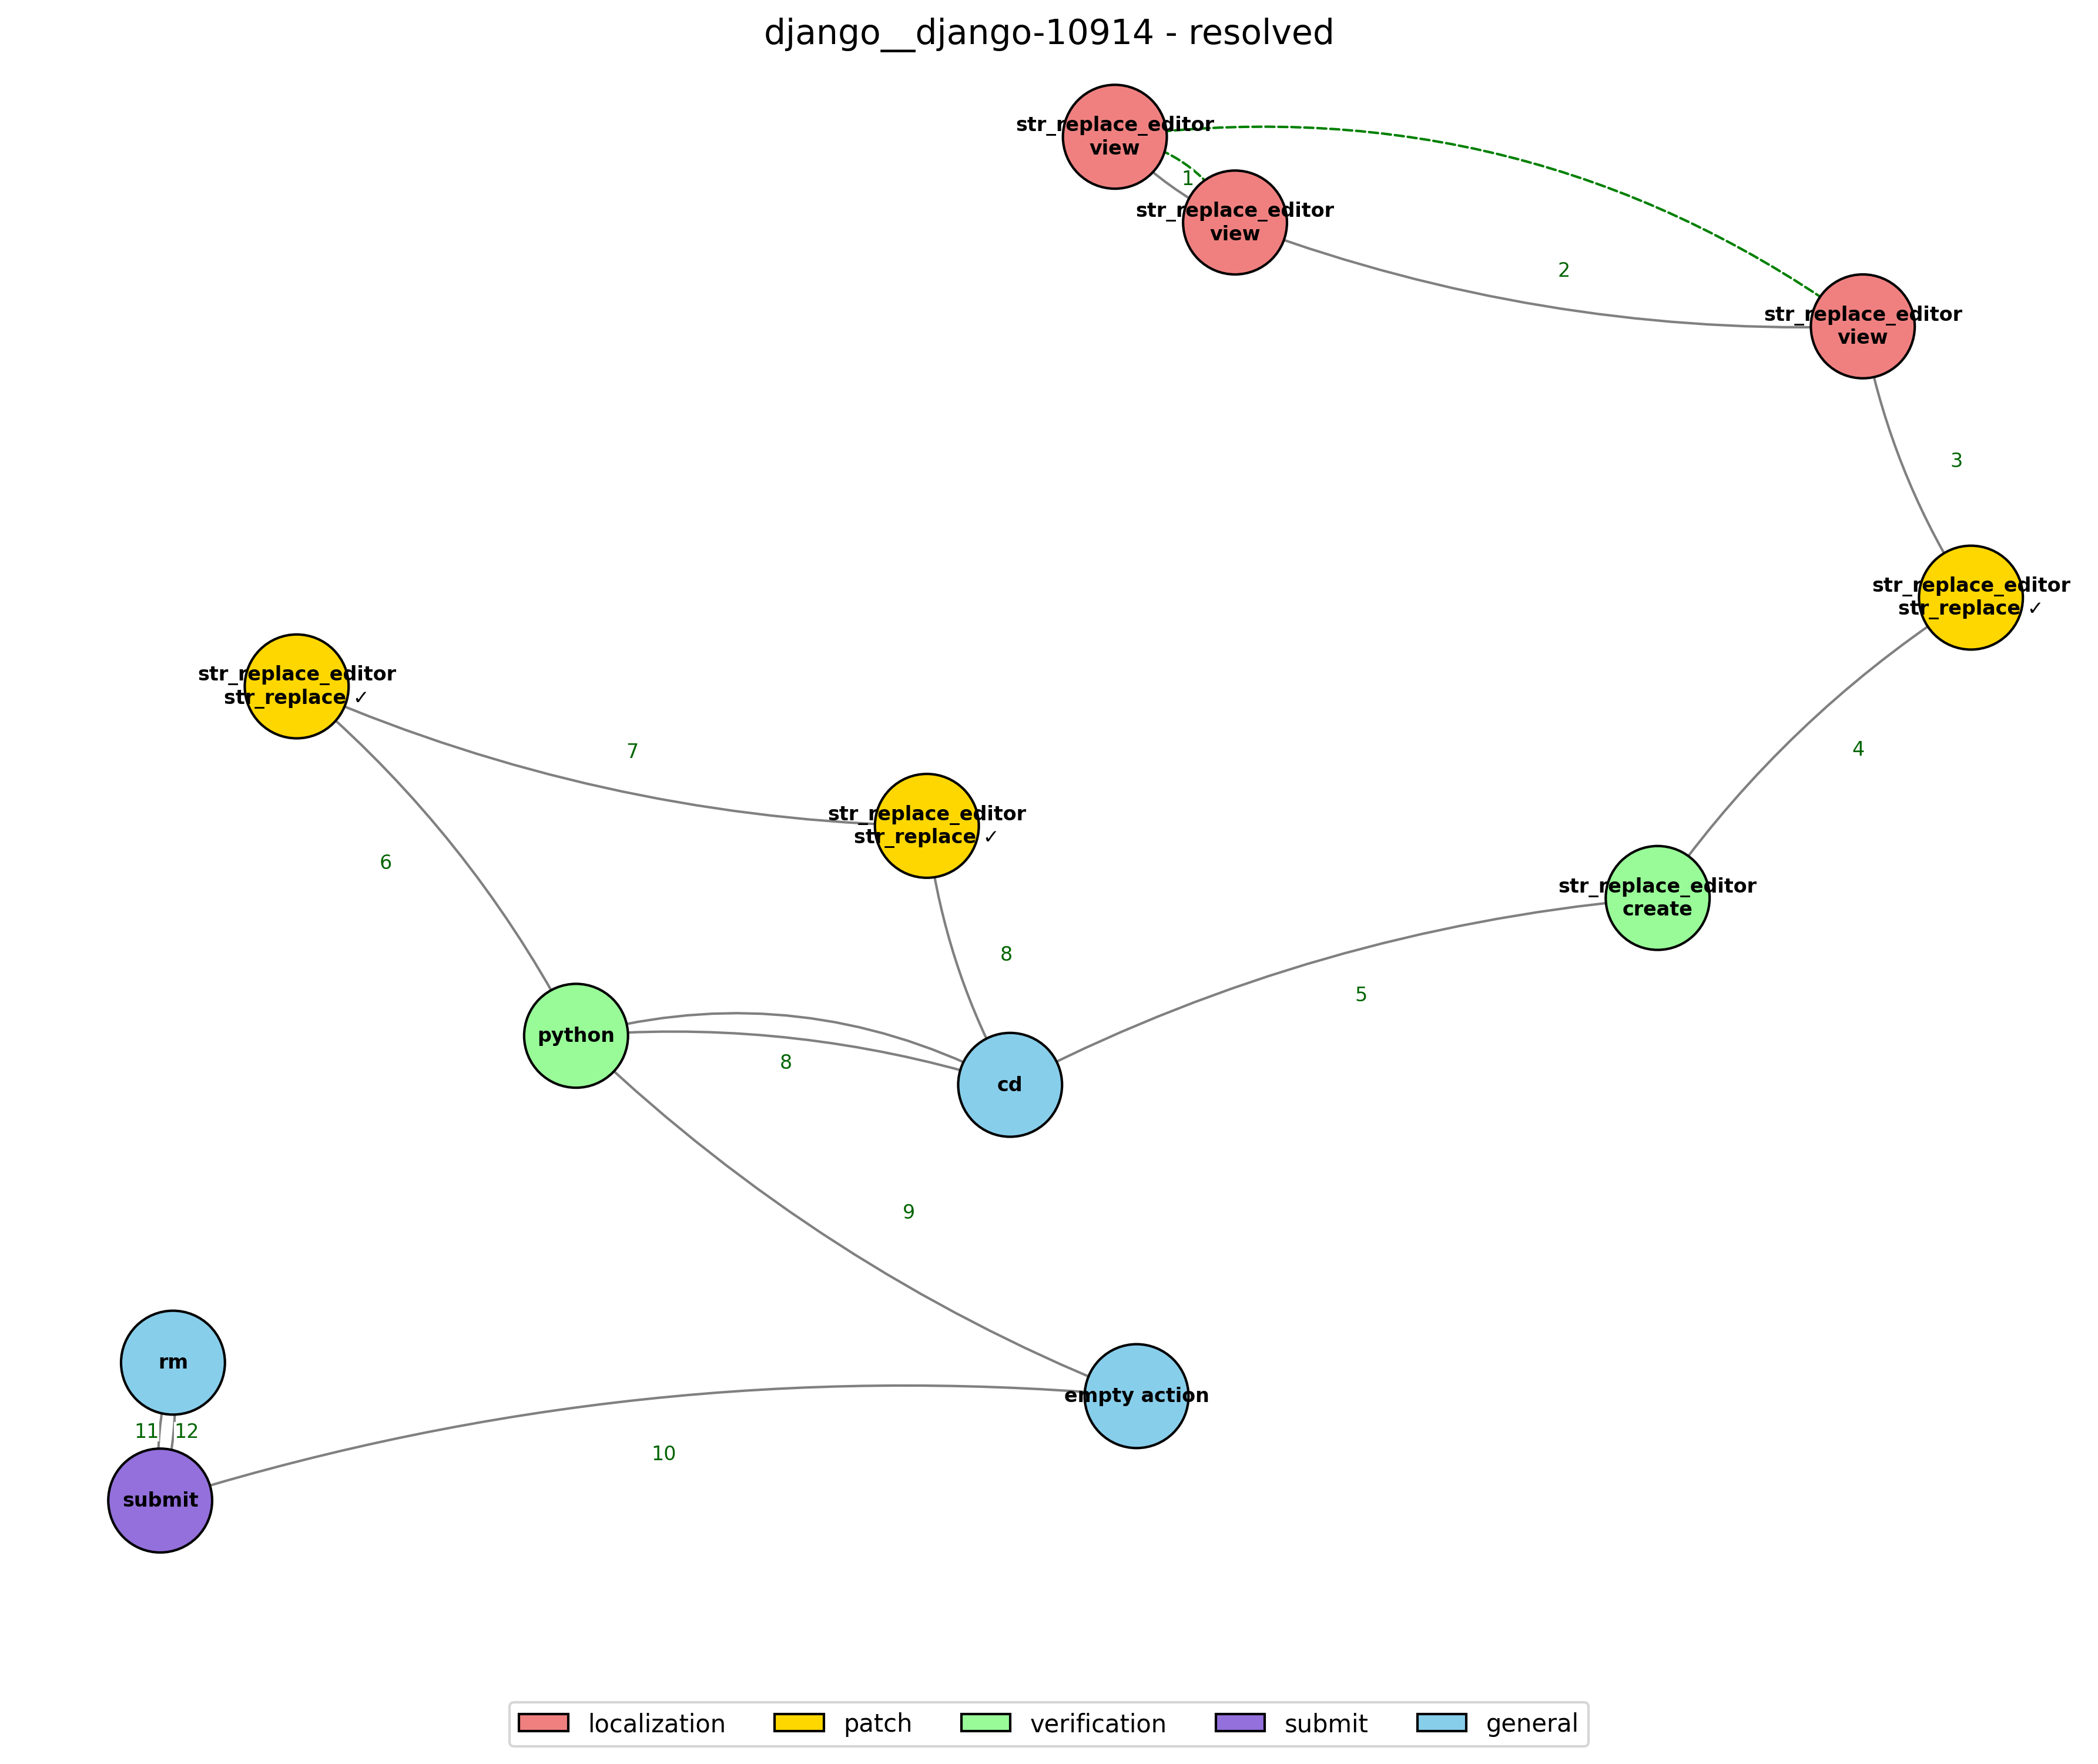 django__django-10914 - resolved
str_replace_editor
view
1
str_replace_editor
view
2
str_replace_editor
view
3
str_replace_editor
str_replace ✓
str_replace_editor
str_replace ✓
7
4
str_replace_editor
str_replace ✓
6
str_replace_editor
create
8
5
python
8
cd
9
rm
empty action
11
12
10
submit
localization
patch
verification
submit
general